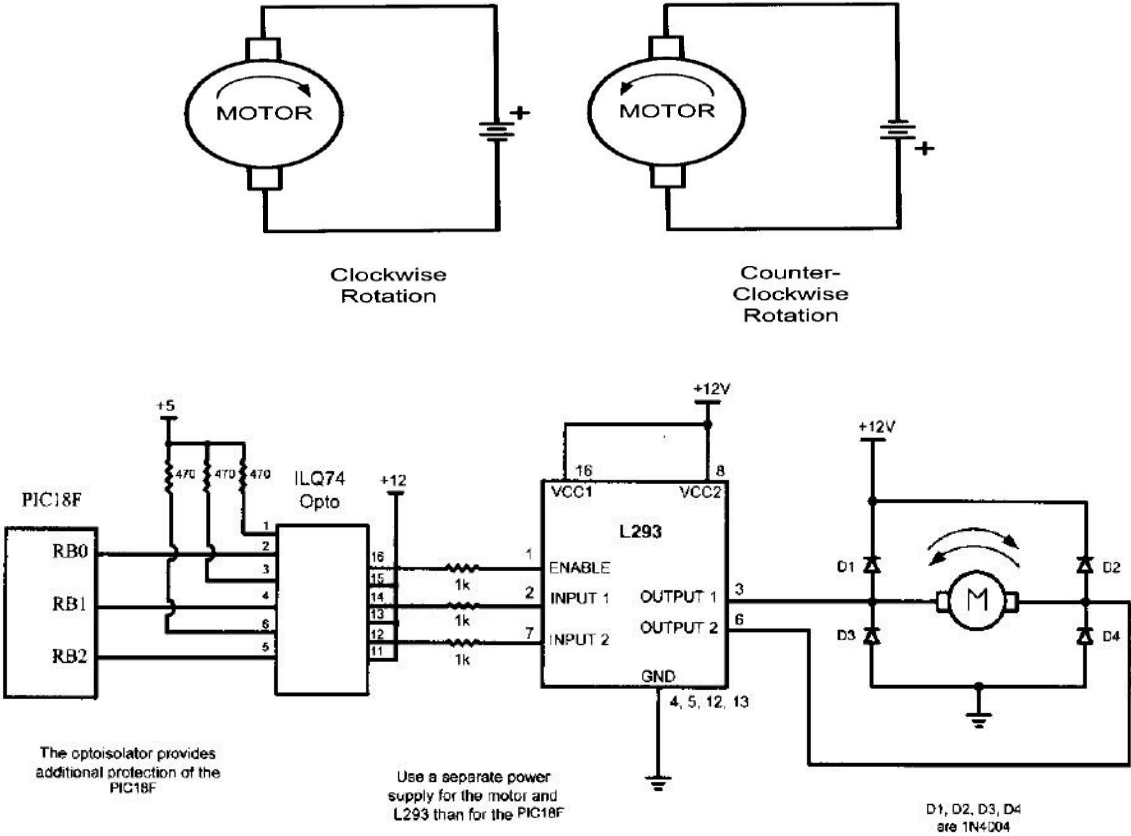 MOTOR
+
Clockwise
Rotation
MOTOR
+
Counter-
Clockwise
Rotation
PIC18F
RB0
RB1
RB2
+5
470
470
470
1
2
3
4
6
5
ILQ74
Opto
16
15
14
13
12
11
+12
1k
1k
1k
+12V
16
8
VCC1
VCC2
L293
1
ENABLE
2
INPUT 1
7
INPUT 2
OUTPUT 1
3
OUTPUT 2
6
GND
4, 5, 12, 13
+12V
D1
D2
M
D3
D4
The optoisolator provides
additional protection of the
PIC18F
Use a separate power
supply for the motor and
L293 than for the PIC18F
D1, D2, D3, D4
are 1N4004